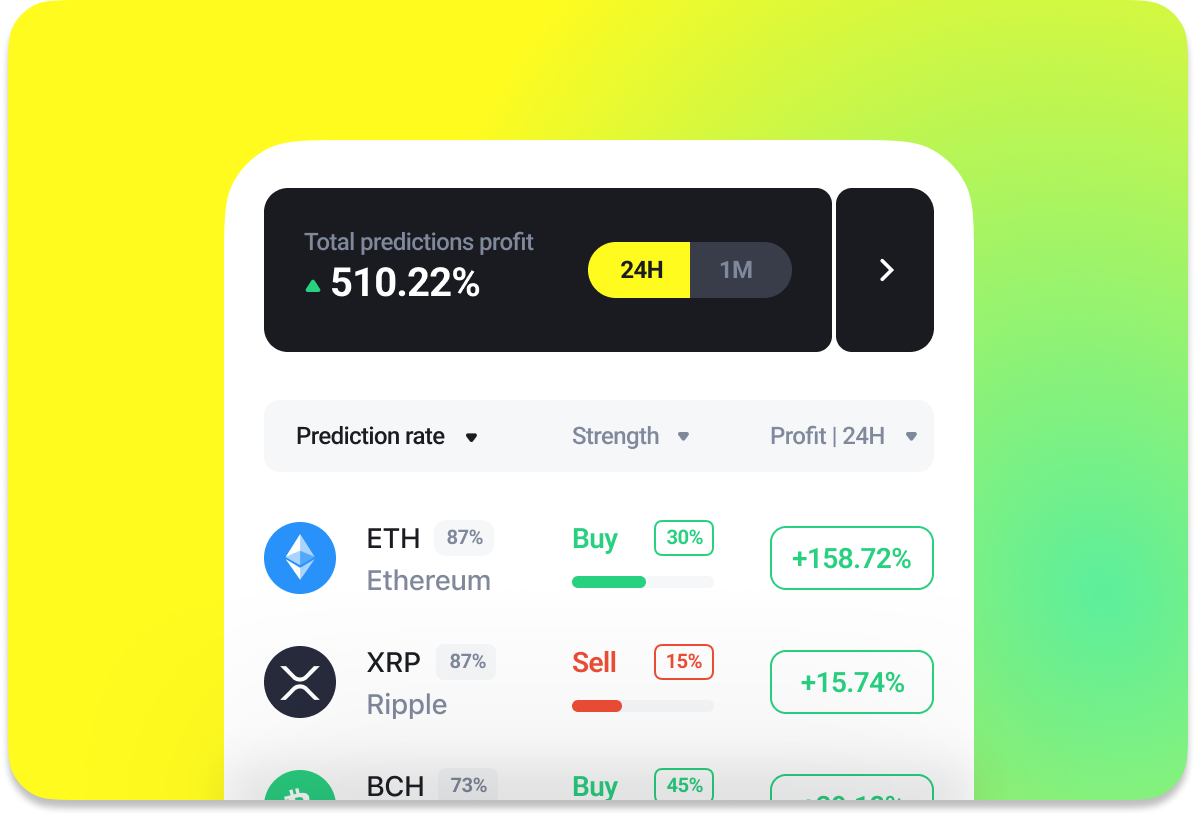 Total predictions profit
510.22%
24H 1M
Prediction rate Strength Profit | 24H
ETH 87% Buy 30% +158.72%
Ethereum
XRP 87% Sell 15% +15.74%
Ripple
BCH 73% Buy 45%